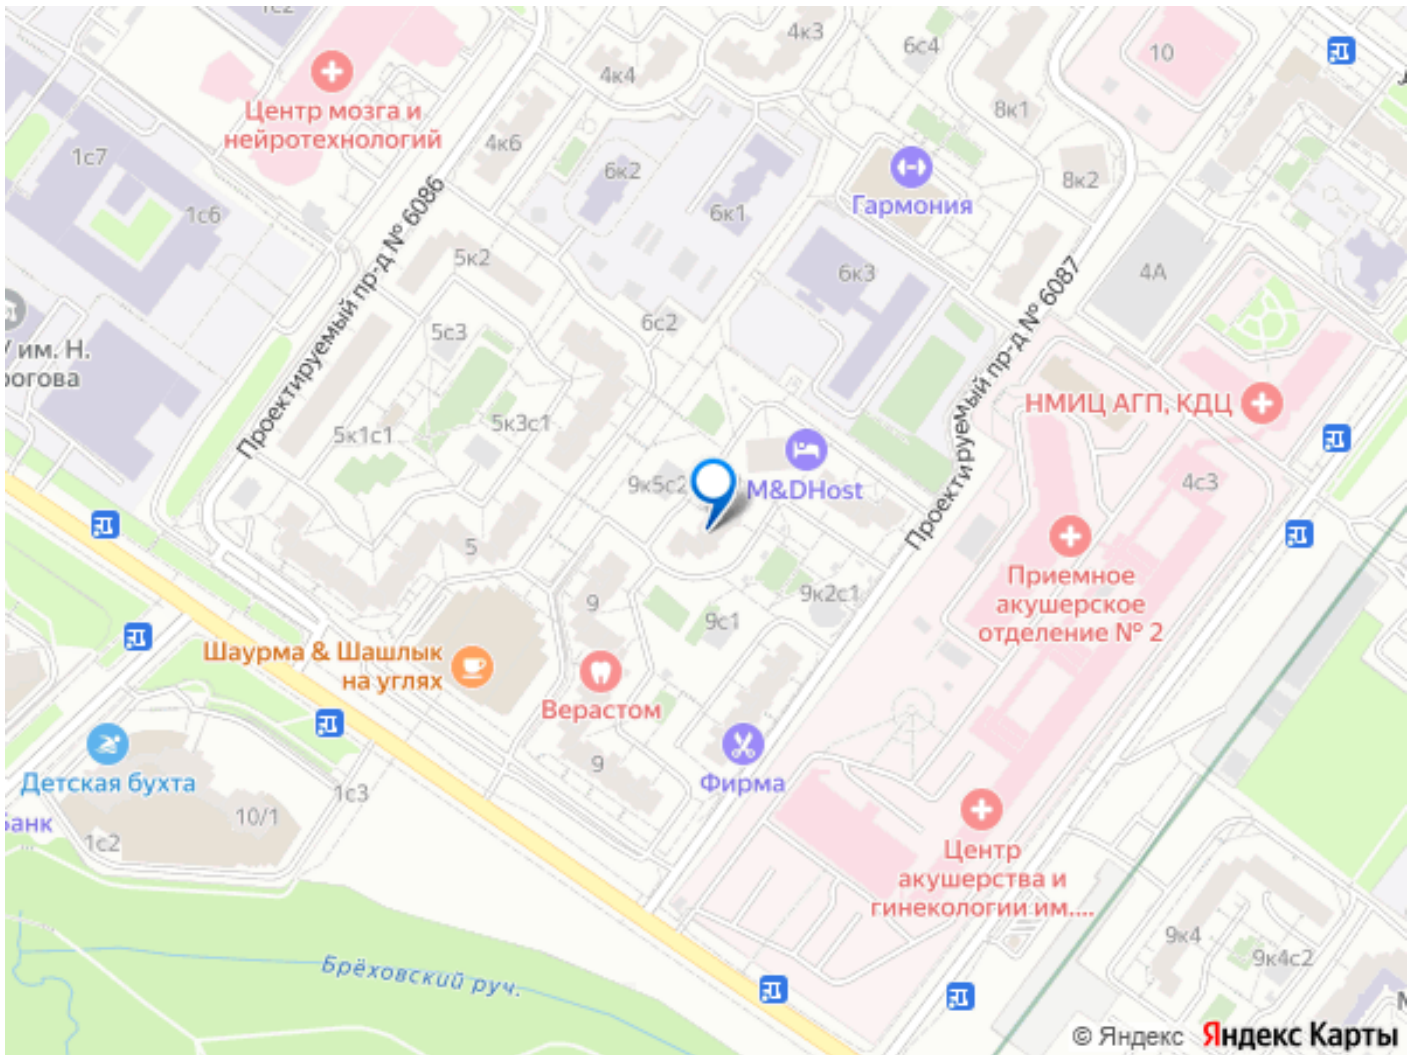 4к3
6с4
10
4к4
Центр мозга и
нейротехнологий
8к1
4к6
1с7
6к2
8к2
Гармония
1с6
6к1
Проектируемый пр-д № 6086
5к2
4А
6к3
6с2
5с3
Проектируемый пр-д № 6087
им. Н.
рогова
НМИЦ АГП, КДЦ
5к3с1
5к1с1
9к5с2
M&DHost
4с3
5
Приемное
акушерское
отделение № 2
9к2с1
9
9с1
Шаурма & Шашлык
на углях
Верастом
9
Фирма
Детская бухта
1с3
10/1
банк
1с2
Центр
акушерства и
гинекологии им....
9к4
9к4с2
Брёховский руч.
© Яндекс Яндекс Карты